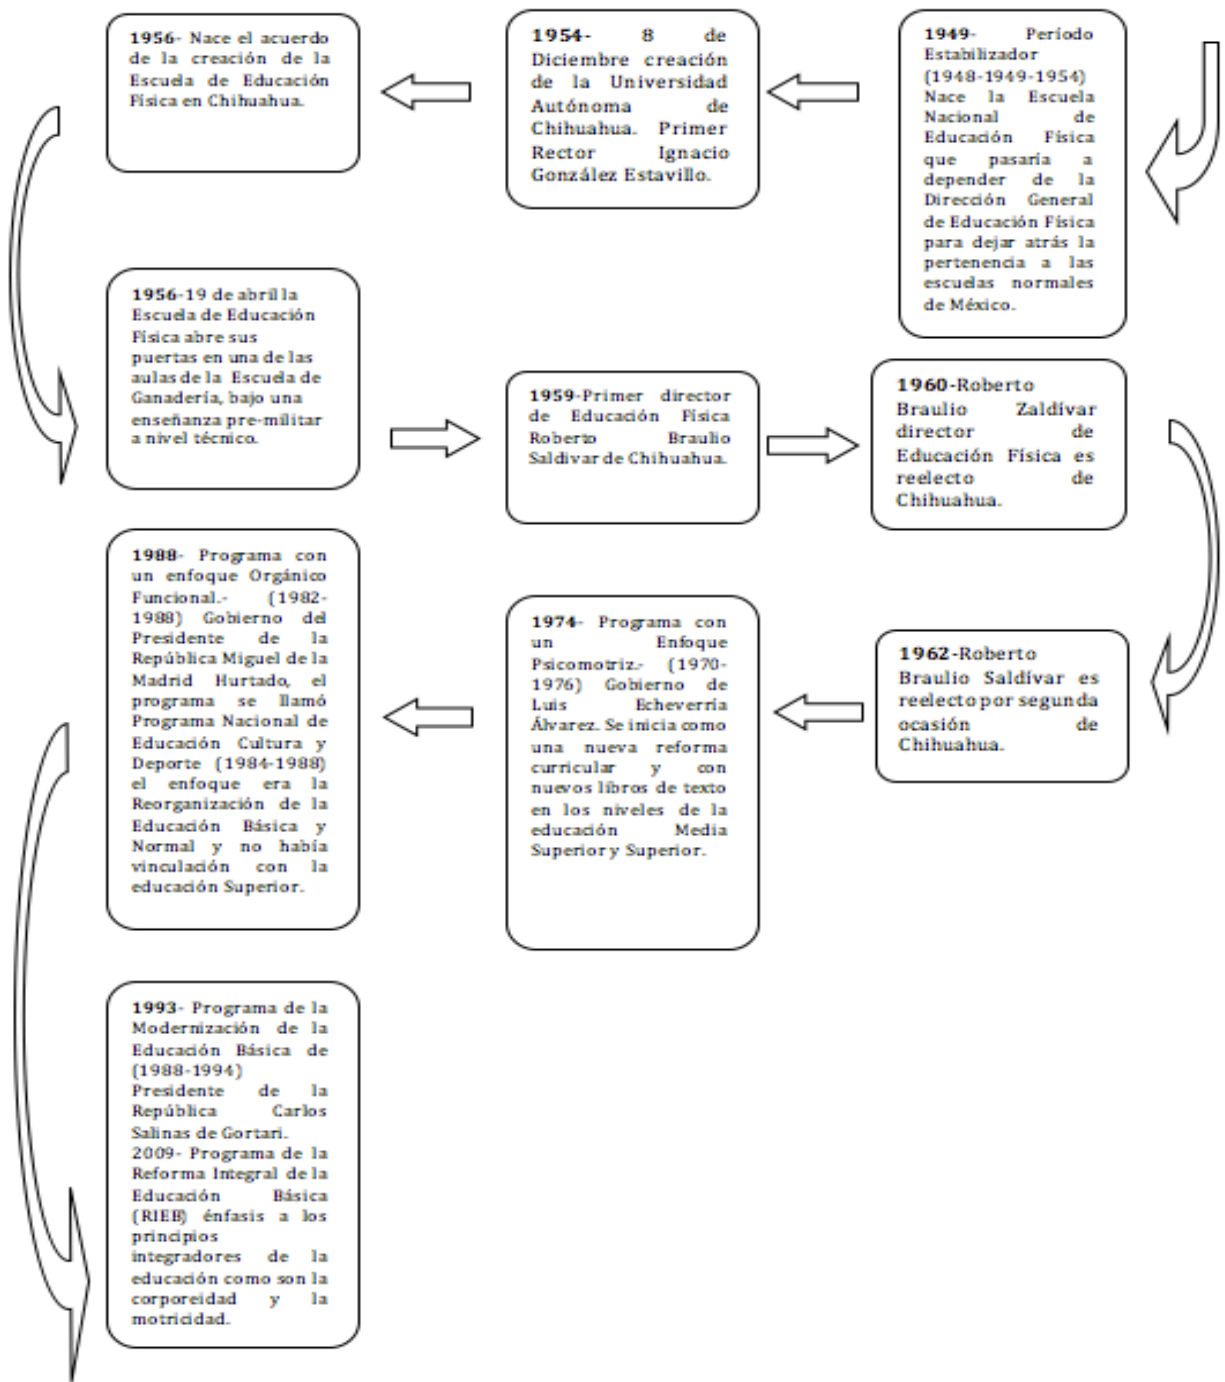 1949- Período
Estabilizador
(1948-1949-1954)
Nace la Escuela
Nacional de
Educación Física
que pasaría a
depender de la
Dirección General
de Educación Física
para dejar atrás la
pertenencia a las
escuelas normales
de México.
1954- 8 de
Diciembre creación
de la Universidad
Autónoma de
Chihuahua. Primer
Rector Ignacio
González Estavillo.
1956- Nace el acuerdo
de la creación de la
Escuela de Educación
Física en Chihuahua.
1956-19 de abril la
Escuela de Educación
Física abre sus
puertas en una de las
aulas de la Escuela de
Ganadería, bajo una
enseñanza pre-militar
a nivel técnico.
1959-Primer director
de Educación Física
Roberto Braulio
Saldivar de Chihuahua.
1960-Roberto
Braulio Zaldívar
director de
Educación Física es
reelecto de
Chihuahua.
1962-Roberto
Braulio Saldívar es
reelecto por segunda
ocasión de
Chihuahua.
1974- Programa con
un Enfoque
Psicomotriz.- (1970-
1976) Gobierno de
Luis Echeverría
Álvarez. Se inicia como
una nueva reforma
curricular y con
nuevos libros de texto
en los niveles de la
educación Media
Superior y Superior.
1988- Programa con
un enfoque Orgánico
Funcional.- (1982-
1988) Gobierno del
Presidente de la
República Miguel de la
Madrid Hurtado, el
programa se llamó
Programa Nacional de
Educación Cultura y
Deporte (1984-1988)
el enfoque era la
Reorganización de la
Educación Básica y
Normal y no había
vinculación con la
educación Superior.
1993- Programa de la
Modernización de la
Educación Básica de
(1988-1994)
Presidente de la
República Carlos
Salinas de Gortari.
2009- Programa de la
Reforma Integral de la
Educación Básica
(RIEB) énfasis a los
principios
integradores de la
educación como son la
corporeidad y la
motricidad.